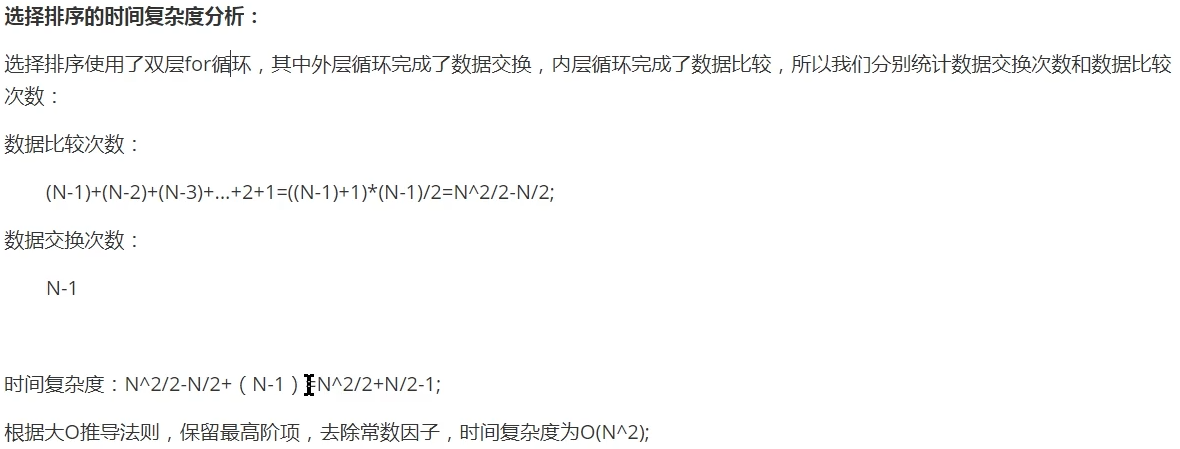 选择排序的时间复杂度分析：
选择排序使用了双层for循环，其中外层循环完成了数据交换，内层循环完成了数据比较，所以我们分别统计数据交换次数和数据比较
次数：
数据比较次数：
(N-1)+(N-2)+(N-3)+...+2+1=((N-1)+1)*(N-1)/2=N^2/2-N/2;
数据交换次数：
N-1
时间复杂度：N^2/2-N/2+（N-1）=N^2/2+N/2-1;
根据大O推导法则，保留最高阶项，去除常数因子，时间复杂度为O(N^2);